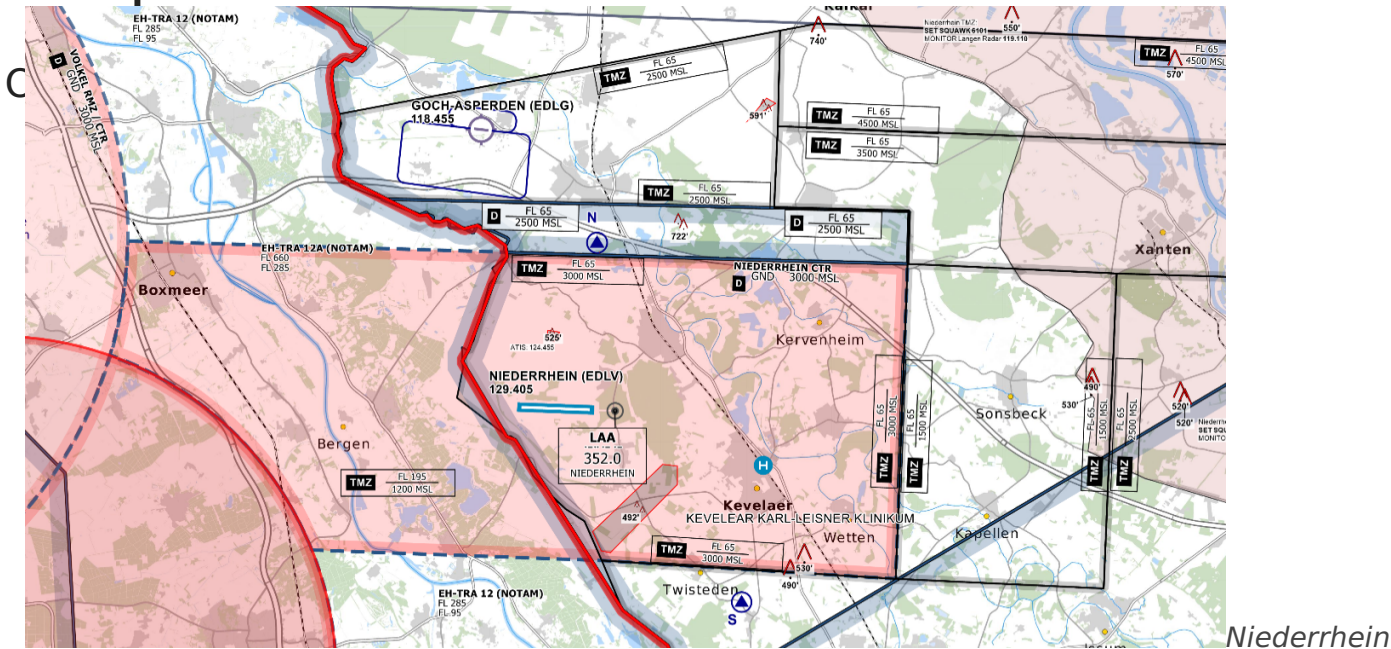 EH-TRA 12 (NOTAM)
FL 285
FL 95
Kalkar
740'
Niederrhein TMZ:
SET SQUAWK 6101
MONITOR Langen Radar 119.110
550'
TMZ FL 65
4500 MSL
570'
D
VOLKEL RMZ CTR
GND 3000 MSL
TMZ FL 65
2500 MSL
GOCH-ASPERDEN (EDLG)
118.455
591'
TMZ FL 65
4500 MSL
TMZ FL 65
3500 MSL
TMZ FL 65
2500 MSL
D FL 65
2500 MSL
N
722'
D FL 65
2500 MSL
Xanten
EH-TRA 12A (NOTAM)
FL 660
FL 285
TMZ FL 65
3000 MSL
NIEDERRHEIN CTR
D GND 3000 MSL
Boxmeer
525'
ATIS: 124.455
Kervenheim
NIEDERRHEIN (EDLV)
129.405
TMZ FL 65
3000 MSL
TMZ FL 65
1500 MSL
Sonsbeck
490'
530'
TMZ FL 65
1500 MSL
TMZ FL 65
2500 MSL
520'
520'
SET SQU
MONITO
Bergen
LAA
352.0
NIEDERRHEIN
H
TMZ FL 195
1200 MSL
492'
Kevelaer
KEVELEAR KARL-LEISNER KLINIKUM
Wetten
Kapellen
TMZ FL 65
3000 MSL
530'
490'
Twisteden
S
EH-TRA 12 (NOTAM)
FL 285
FL 95
Niederrhein